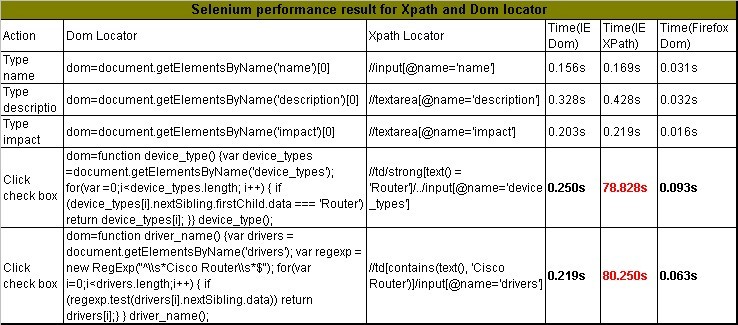 Selenium performance result for Xpath and Dom locator
Action Dom Locator Xpath Locator Time(IE Dom) Time(IE XPath) Time(Firefox Dom)
Type name dom=document.getElementsByName('name')[0] //input[@name='name'] 0.156s 0.169s 0.031s
Type descriptio dom=document.getElementsByName('description')[0] //textarea[@name='description'] 0.328s 0.428s 0.032s
Type impact dom=document.getElementsByName('impact')[0] //textarea[@name='impact'] 0.203s 0.219s 0.016s
Click check box
dom=function device_type() {var device_types
=document.getElementsByName('device_types');
for(var =0;i<device_types.length; i++) { if
(device_types[i].nextSibling.firstChild.data === 'Router')
return device_types[i]; }} device_type();
//td/strong[text() =
'Router']/../input[@name='device
_types']
0.250s 78.828s 0.093s
Click check box
dom=function driver_name() {var drivers =
document.getElementsByName('drivers'); var regexp =
new RegExp("^\\s*Cisco Router\\s*$"); for(var
i=0;i<drivers.length;i++) { if
(regexp.test(drivers[i].nextSibling.data)) return
drivers[i];} } driver_name();
//td[contains(text(), 'Cisco
Router')]/input[@name='drivers']
0.219s 80.250s 0.063s